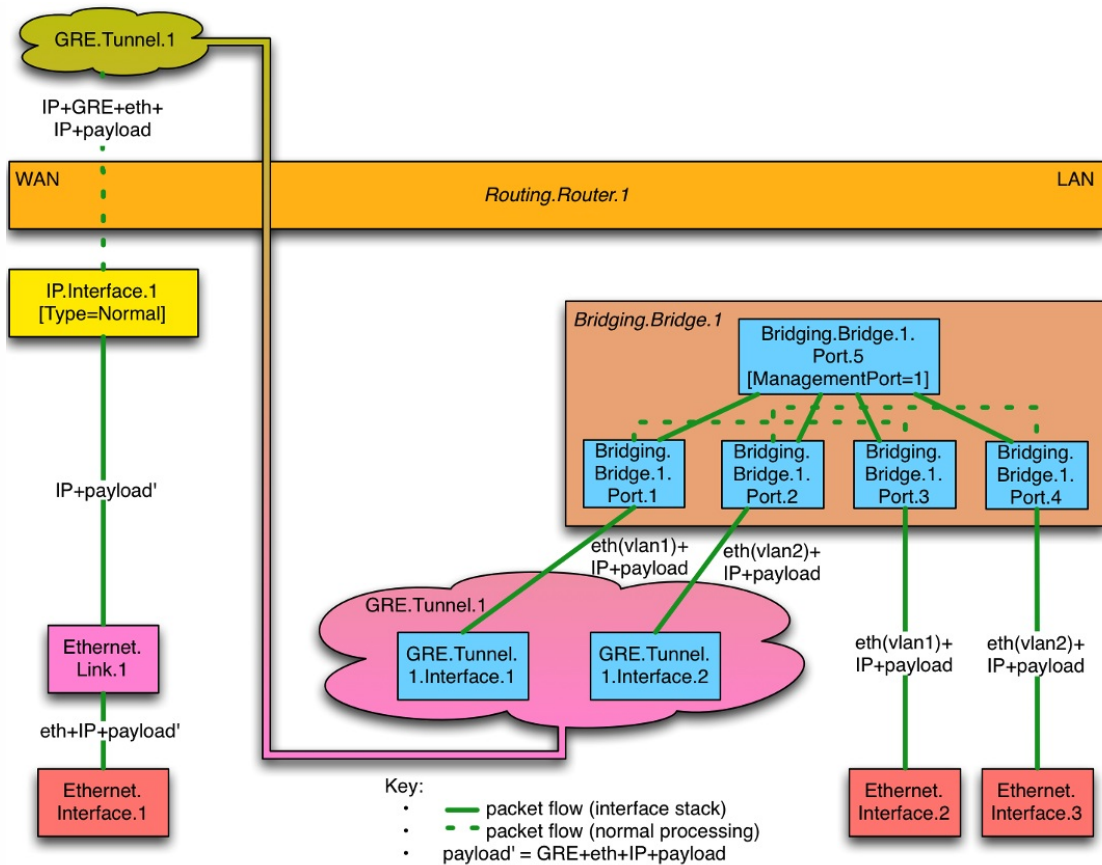 GRE.Tunnel.1
IP+GRE+eth+
IP+payload
WAN
LAN
Routing.Router.1
IP.Interface.1
[Type=Normal]
Bridging.Bridge.1
Bridging.Bridge.1.
Port.5
[ManagementPort=1]
Bridging.
Bridge.1.
Port.1
Bridging.
Bridge.1.
Port.2
Bridging.
Bridge.1.
Port.3
Bridging.
Bridge.1.
Port.4
IP+payload'
eth(vlan1)+
IP+payload
eth(vlan2)+
IP+payload
GRE.Tunnel.1
GRE.Tunnel.
1.Interface.1
GRE.Tunnel.
1.Interface.2
Ethernet.
Link.1
eth(vlan1)+
IP+payload
eth(vlan2)+
IP+payload
eth+IP+payload'
Ethernet.
Interface.1
Ethernet.
Interface.2
Ethernet.
Interface.3
Key:
• packet flow (interface stack)
• packet flow (normal processing)
• payload' = GRE+eth+IP+payload